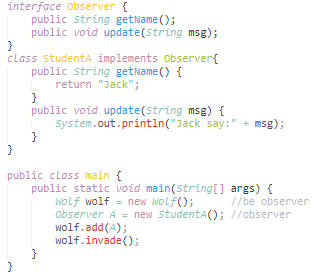 interface Observer {
    public String getName();
    public void update(String msg);
}
class StudentA implements Observer{
    public String getName() {
        return "Jack";
    }
    public void update(String msg) {
        System.out.println("Jack say:" + msg);
    }
}

public class main {
    public static void main(String[] args) {
        Wolf wolf = new Wolf();      //be observer
        Observer A = new StudentA(); //observer
        wolf.add(A);
        wolf.invade();
    }
}